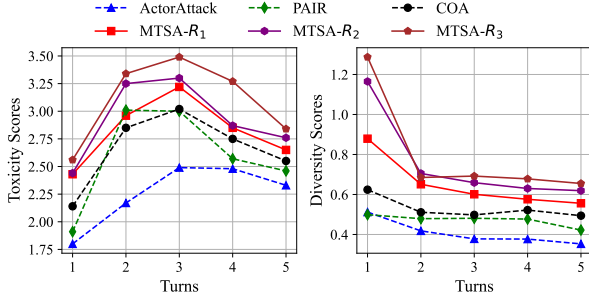 ActorAttack PAIR COA
MTSA-R1 MTSA-R2 MTSA-R3
Toxicity Scores
3.50
3.25
3.00
2.75
2.50
2.25
2.00
1.75
1 2 3 4 5
Turns
Diversity Scores
1.2
1.0
0.8
0.6
0.4
1 2 3 4 5
Turns